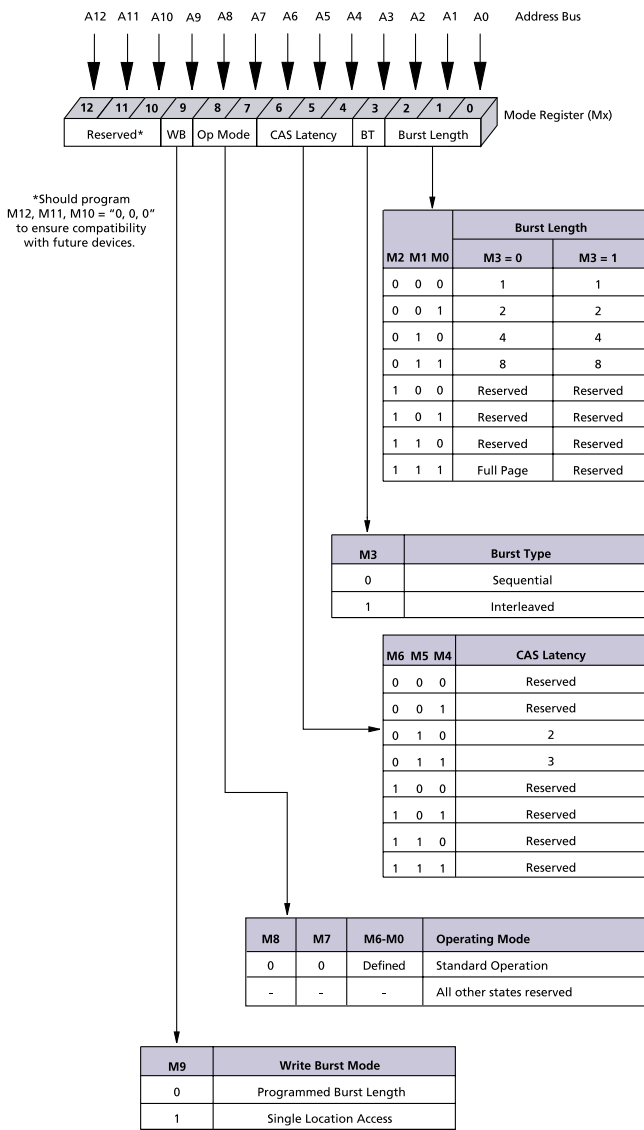 A12 A11 A10 A9 A8 A7 A6 A5 A4 A3 A2 A1 A0 Address Bus
12 11 10 9 8 7 6 5 4 3 2 1 0
Mode Register (Mx)
Reserved* WB Op Mode CAS Latency BT Burst Length
*Should program
M12, M11, M10 = “0, 0, 0”
to ensure compatibility
with future devices.
Burst Length
M2 M1 M0 M3 = 0 M3 = 1
0 0 0 1 1
0 0 1 2 2
0 1 0 4 4
0 1 1 8 8
1 0 0 Reserved Reserved
1 0 1 Reserved Reserved
1 1 0 Reserved Reserved
1 1 1 Full Page Reserved
M3 Burst Type
0 Sequential
1 Interleaved
M6 M5 M4 CAS Latency
0 0 0 Reserved
0 0 1 Reserved
0 1 0 2
0 1 1 3
1 0 0 Reserved
1 0 1 Reserved
1 1 0 Reserved
1 1 1 Reserved
M8 M7 M6-M0 Operating Mode
0 0 Defined Standard Operation
- - - All other states reserved
M9 Write Burst Mode
0 Programmed Burst Length
1 Single Location Access